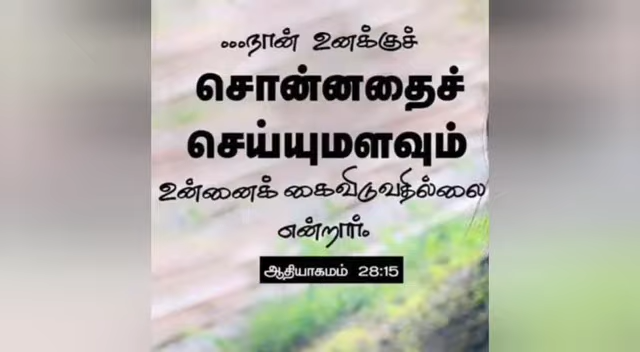 ...நான் உனக்குச்
சொன்னதைச்
செய்யுமளவும்
உன்னைக் கைவிடுவதில்லை
என்றார்.
ஆதியாகமம் 28:15